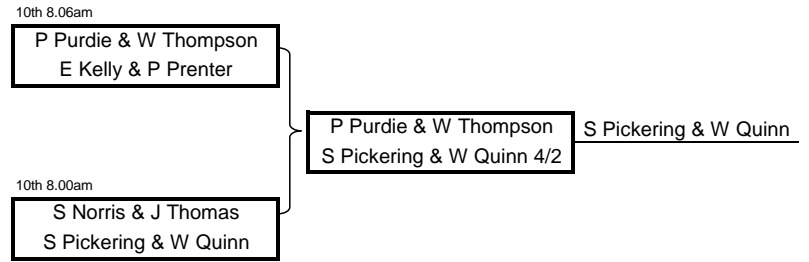 10th 8.06am
P Purdie & W Thompson
E Kelly & P Prenter
P Purdie & W Thompson
S Pickering & W Quinn 4/2
S Pickering & W Quinn
10th 8.00am
S Norris & J Thomas
S Pickering & W Quinn